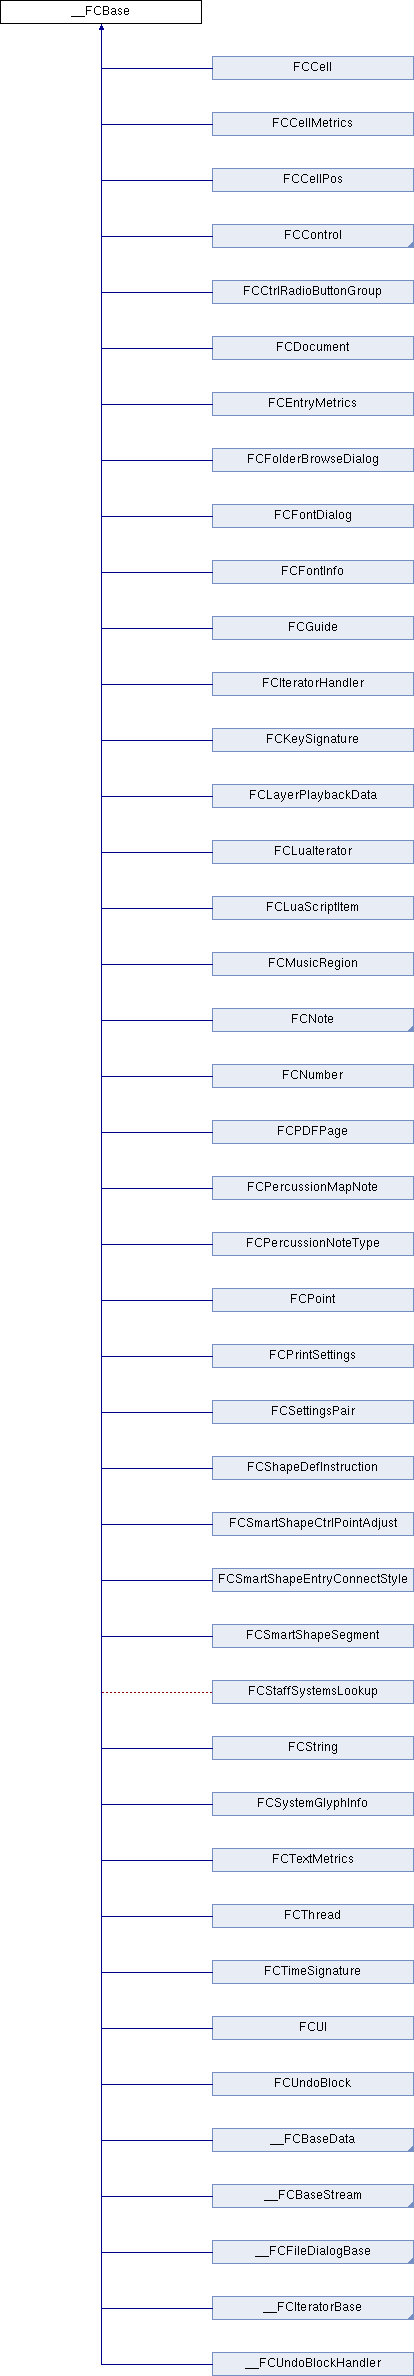 __FCBase
FCCell
FCCellMetrics
FCCellPos
FCControl
FCCtrlRadioButtonGroup
FCDocument
FCEntryMetrics
FCFolderBrowseDialog
FCFontDialog
FCFontInfo
FCGuide
FCIteratorHandler
FCKeySignature
FCLayerPlaybackData
FCLuaIterator
FCLuaScriptItem
FCMusicRegion
FCNote
FCNumber
FCPDFPage
FCPercussionMapNote
FCPercussionNoteType
FCPoint
FCPrintSettings
FCSettingsPair
FCShapeDefInstruction
FCSmartShapeCtrlPointAdjust
FCSmartShapeEntryConnectStyle
FCSmartShapeSegment
FCStaffSystemsLookup
FCString
FCSystemGlyphInfo
FCTextMetrics
FCThread
FCTimeSignature
FCUI
FCUndoBlock
__FCBaseData
__FCBaseStream
__FCFileDialogBase
__FCIteratorBase
__FCUndoBlockHandler